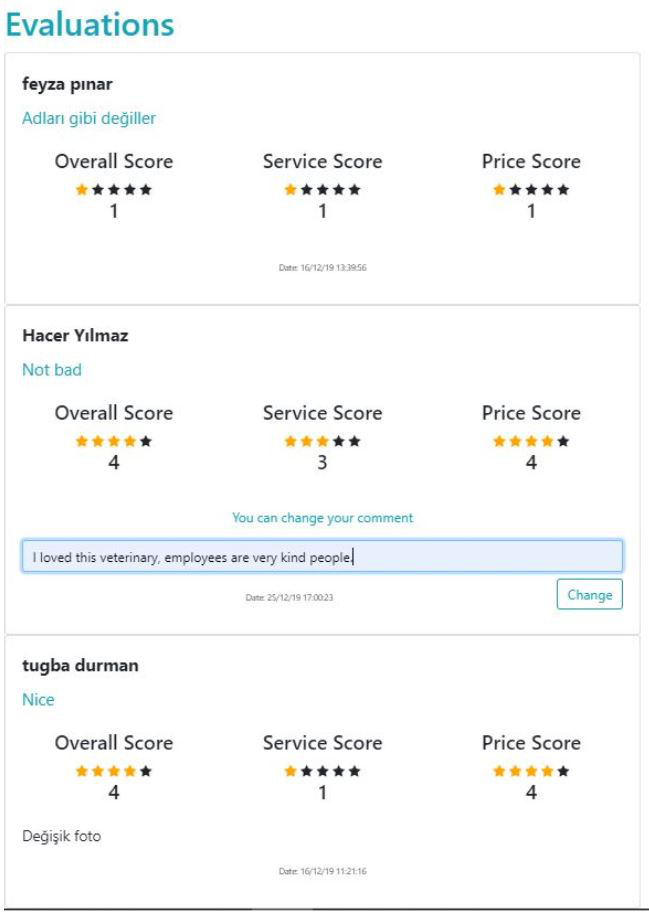 Evaluations
feyza pınar
Adları gibi değiller
Overall Score Service Score Price Score
1 1 1
Date: 16/12/19 13:39:56
Hacer Yılmaz
Not bad
Overall Score Service Score Price Score
4 3 4
You can change your comment
I loved this veterinary, employees are very kind people.
Date: 25/12/19 17:00:23 Change
tugba durman
Nice
Overall Score Service Score Price Score
4 1 4
Değişik foto
Date: 16/12/19 11:21:16